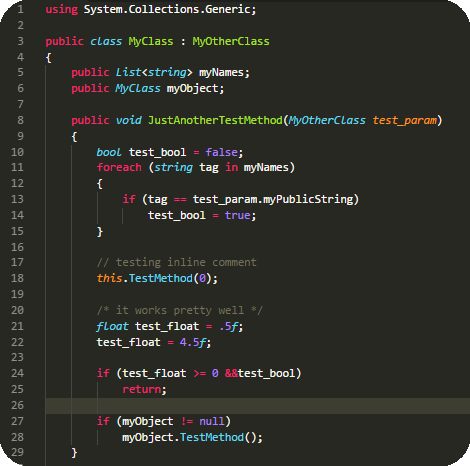 1 using System.Collections.Generic;
2
3 public class MyClass : MyOtherClass
4 {
5     public List<string> myNames;
6     public MyClass myObject;
7
8     public void JustAnotherTestMethod(MyOtherClass test_param)
9     {
10         bool test_bool = false;
11         foreach (string tag in myNames)
12         {
13             if (tag == test_param.myPublicString)
14                 test_bool = true;
15         }
16
17         // testing inline comment
18         this.TestMethod(0);
19
20         /* it works pretty well */
21         float test_float = .5f;
22         test_float = 4.5f;
23
24         if (test_float >= 0 &&test_bool)
25             return;
26
27         if (myObject != null)
28             myObject.TestMethod();
29     }